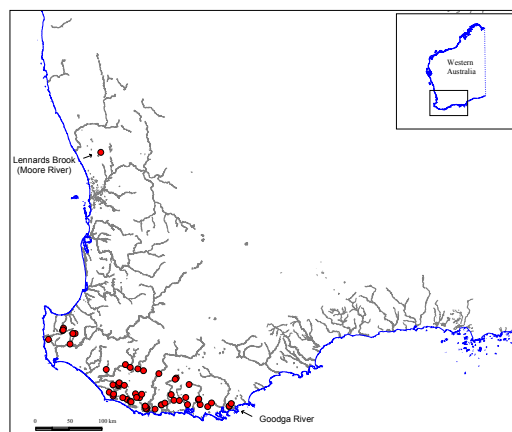 Western
Australia
Lennards Brook
(Moore River)
Goodga River
0 50 100 km